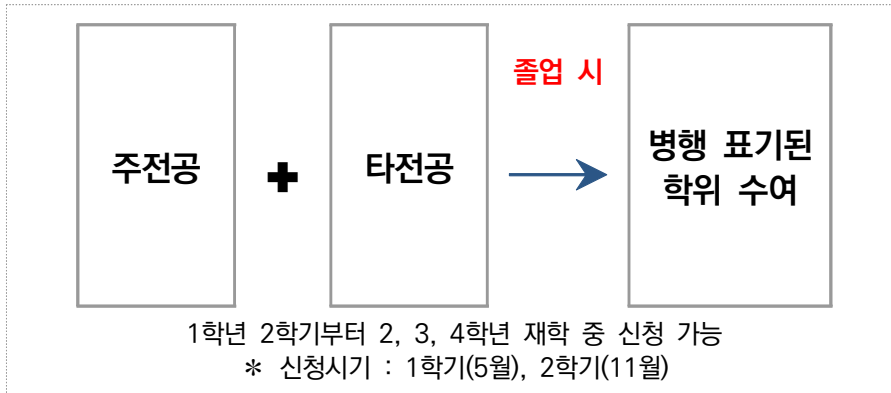 졸업 시
주전공
+
타전공
병행 표기된
학위 수여
1학년 2학기부터 2, 3, 4학년 재학 중 신청 가능
* 신청시기 : 1학기(5월), 2학기(11월)